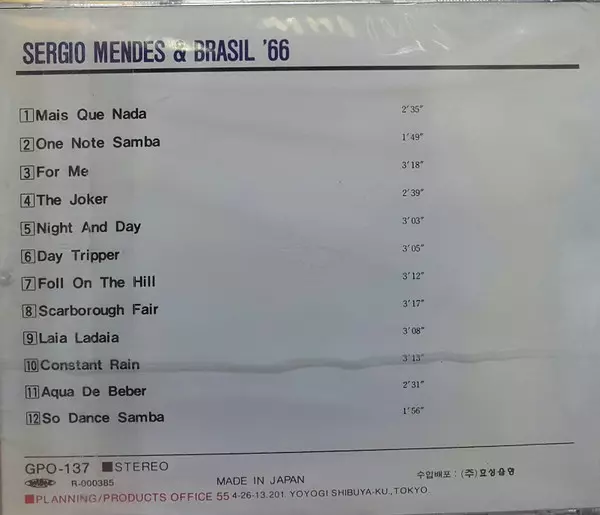 SERGIO MENDES & BRASIL '66
1 Mais Que Nada 2'35"
2 One Note Samba 1'49"
3 For Me 3'18"
4 The Joker 2'39"
5 Night And Day 3'03"
6 Day Tripper 3'05"
7 Foll On The Hill 3'12"
8 Scarborough Fair 3'17"
9 Laia Ladaia 3'08"
10 Constant Rain 3'13"
11 Aqua De Beber 2'31"
12 So Dance Samba 1'56"
GPO-137 ■STEREO
R-000385 MADE IN JAPAN 수입배포 : (주)효성음영
■PLANNING/PRODUCTS OFFICE 55 4-26-13.201 YOYOGI SHIBUYA-KU., TOKYO.